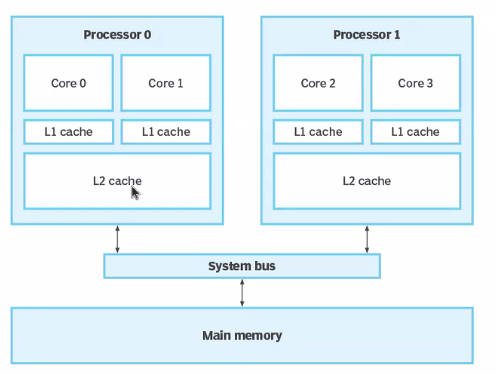 Processor 0
Processor 1
Core 0
Core 1
Core 2
Core 3
L1 cache
L1 cache
L1 cache
L1 cache
L2 cache
L2 cache
System bus
Main memory